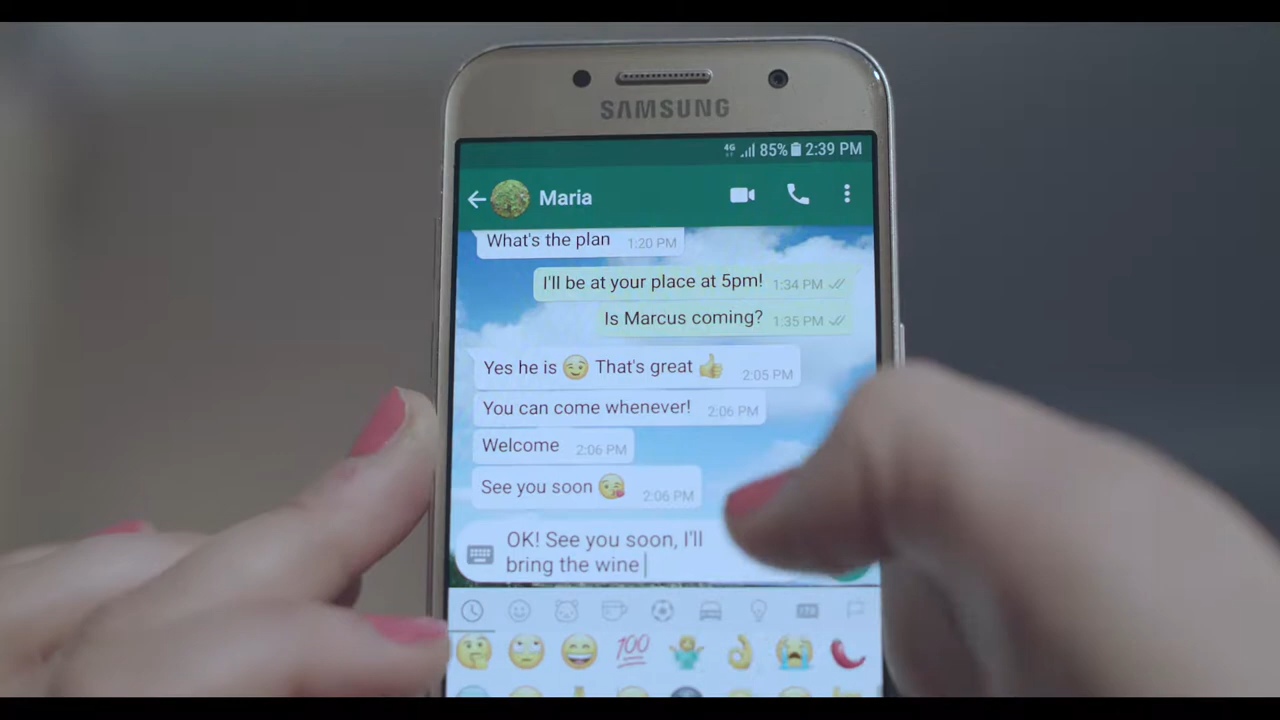 SAMSUNG
4G 85% 2:39 PM
Maria
What's the plan 1:20 PM
I'll be at your place at 5pm! 1:34 PM
Is Marcus coming? 1:35 PM
Yes he is 😉 That's great 👍 2:05 PM
You can come whenever! 2:06 PM
Welcome 2:06 PM
See you soon 😘 2:06 PM
OK! See you soon, I'll
bring the wine
100